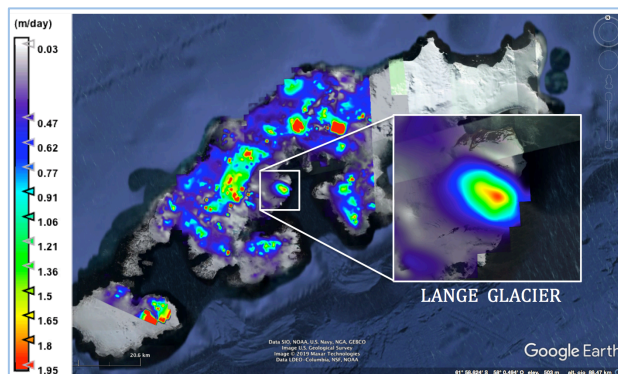 (m/day)
0.03
0.47
0.62
0.77
0.91
1.06
1.21
1.36
1.5
1.65
1.8
1.95
LANGE GLACIER
20.6 km
Data SIO, NOAA, U.S. Navy, NGA, GEBCO
Image U.S. Geological Survey
Image © 2019 Maxar Technologies
Data LDEO-Columbia, NSF, NOAA
Google Earth